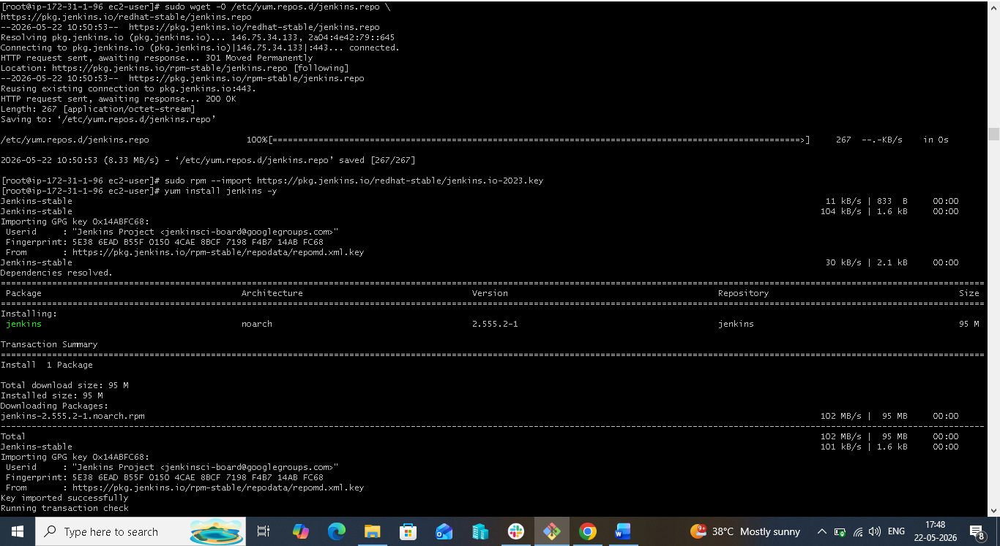 [root@ip-172-31-1-96 ec2-user]# sudo wget -O /etc/yum.repos.d/jenkins.repo \
https://pkg.jenkins.io/redhat-stable/jenkins.repo
--2026-05-22 10:50:53--  https://pkg.jenkins.io/redhat-stable/jenkins.repo
Resolving pkg.jenkins.io (pkg.jenkins.io)... 146.75.34.133, 2a04:4e42:79::645
Connecting to pkg.jenkins.io (pkg.jenkins.io)|146.75.34.133|:443... connected.
HTTP request sent, awaiting response... 301 Moved Permanently
Location: https://pkg.jenkins.io/rpm-stable/jenkins.repo [following]
--2026-05-22 10:50:53--  https://pkg.jenkins.io/rpm-stable/jenkins.repo
Reusing existing connection to pkg.jenkins.io:443.
HTTP request sent, awaiting response... 200 OK
Length: 267 [application/octet-stream]
Saving to: ‘/etc/yum.repos.d/jenkins.repo’
/etc/yum.repos.d/jenkins.repo 100%[=======================================================================================================>] 267 --.-KB/s in 0s
2026-05-22 10:50:53 (8.33 MB/s) - ‘/etc/yum.repos.d/jenkins.repo’ saved [267/267]
[root@ip-172-31-1-96 ec2-user]# sudo rpm --import https://pkg.jenkins.io/redhat-stable/jenkins.io-2023.key
[root@ip-172-31-1-96 ec2-user]# yum install jenkins -y
Jenkins-stable 11 kB/s | 833 B 00:00
Jenkins-stable 104 kB/s | 1.6 kB 00:00
Importing GPG key 0x14ABFC68:
Userid : "Jenkins Project <jenkinsci-board@googlegroups.com>"
Fingerprint: 5E38 6EAD B55F 0150 4CAE 8BCF 7198 F4B7 14AB FC68
From : https://pkg.jenkins.io/rpm-stable/repodata/repomd.xml.key
Jenkins-stable 30 kB/s | 2.1 kB 00:00
Dependencies resolved.
Package Architecture Version Repository Size
Installing:
jenkins noarch 2.555.2-1 jenkins 95 M
Transaction Summary
Install 1 Package
Total download size: 95 M
Installed size: 95 M
Downloading Packages:
jenkins-2.555.2-1.noarch.rpm 102 MB/s | 95 MB 00:00
Total 102 MB/s | 95 MB 00:00
Jenkins-stable 101 kB/s | 1.6 kB 00:00
Importing GPG key 0x14ABFC68:
Userid : "Jenkins Project <jenkinsci-board@googlegroups.com>"
Fingerprint: 5E38 6EAD B55F 0150 4CAE 8BCF 7198 F4B7 14AB FC68
From : https://pkg.jenkins.io/rpm-stable/repodata/repomd.xml.key
Key imported successfully
Running transaction check
Type here to search
9+ 38°C Mostly sunny
ENG
17:48
22-05-2026
8